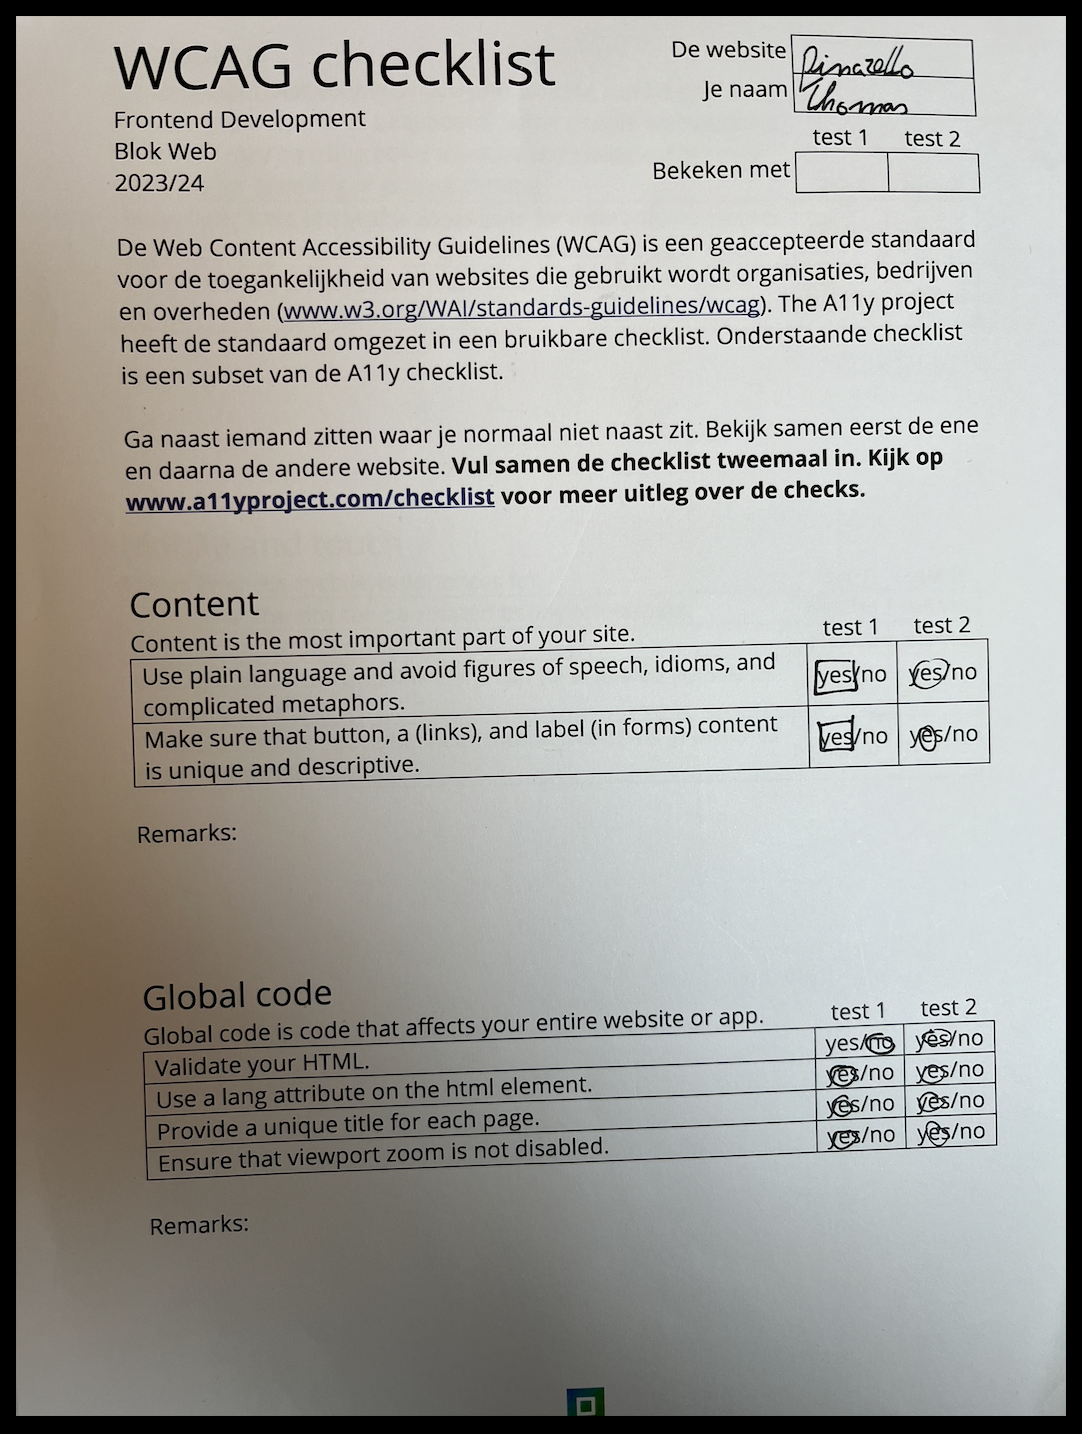 WCAG checklist
De website Pinarello
Je naam Thomas
Frontend Development
Blok Web
2023/24
test 1 test 2
Bekeken met
De Web Content Accessibility Guidelines (WCAG) is een geaccepteerde standaard
voor de toegankelijkheid van websites die gebruikt wordt organisaties, bedrijven
en overheden (www.w3.org/WAI/standards-guidelines/wcag). The A11y project
heeft de standaard omgezet in een bruikbare checklist. Onderstaande checklist
is een subset van de A11y checklist.
Ga naast iemand zitten waar je normaal niet naast zit. Bekijk samen eerst de ene
en daarna de andere website. Vul samen de checklist tweemaal in. Kijk op
www.a11yproject.com/checklist voor meer uitleg over de checks.
Content
Content is the most important part of your site. test 1 test 2
Use plain language and avoid figures of speech, idioms, and yes/no yes/no
complicated metaphors.
Make sure that button, a (links), and label (in forms) content yes/no yes/no
is unique and descriptive.
Remarks:
Global code
Global code is code that affects your entire website or app. test 1 test 2
Validate your HTML. yes/no yes/no
Use a lang attribute on the html element. yes/no yes/no
Provide a unique title for each page. yes/no yes/no
Ensure that viewport zoom is not disabled. yes/no yes/no
Remarks: